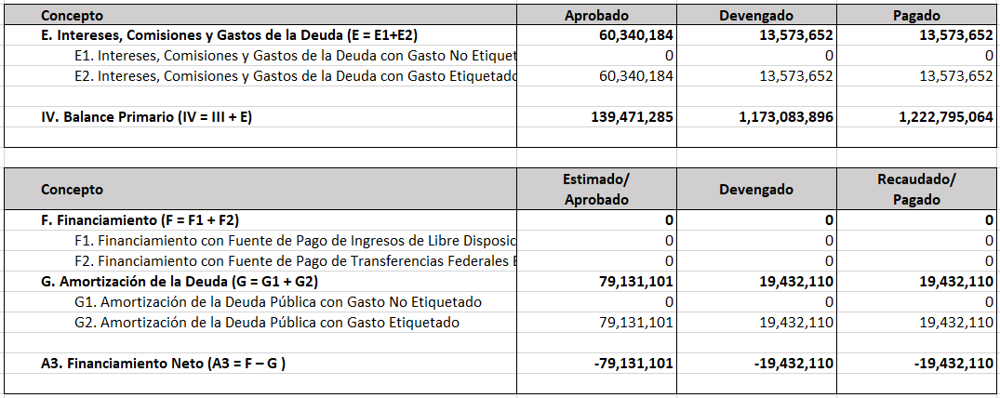 Concepto Aprobado Devengado Pagado
E. Intereses, Comisiones y Gastos de la Deuda (E = E1+E2) 60,340,184 13,573,652 13,573,652
E1. Intereses, Comisiones y Gastos de la Deuda con Gasto No Etiquet 0 0 0
E2. Intereses, Comisiones y Gastos de la Deuda con Gasto Etiquetado 60,340,184 13,573,652 13,573,652
IV. Balance Primario (IV = III + E) 139,471,285 1,173,083,896 1,222,795,064
Estimado/ Recaudado/
Concepto Devengado
Aprobado Pagado
F. Financiamiento (F = F1 + F2) 0 0 0
F1. Financiamiento con Fuente de Pago de Ingresos de Libre Disposic 0 0 0
F2. Financiamiento con Fuente de Pago de Transferencias Federales E 0 0 0
G. Amortización de la Deuda (G = G1 + G2) 79,131,101 19,432,110 19,432,110
G1. Amortización de la Deuda Pública con Gasto No Etiquetado 0 0 0
G2. Amortización de la Deuda Pública con Gasto Etiquetado 79,131,101 19,432,110 19,432,110
A3. Financiamiento Neto (A3 = F – G ) -79,131,101 -19,432,110 -19,432,110